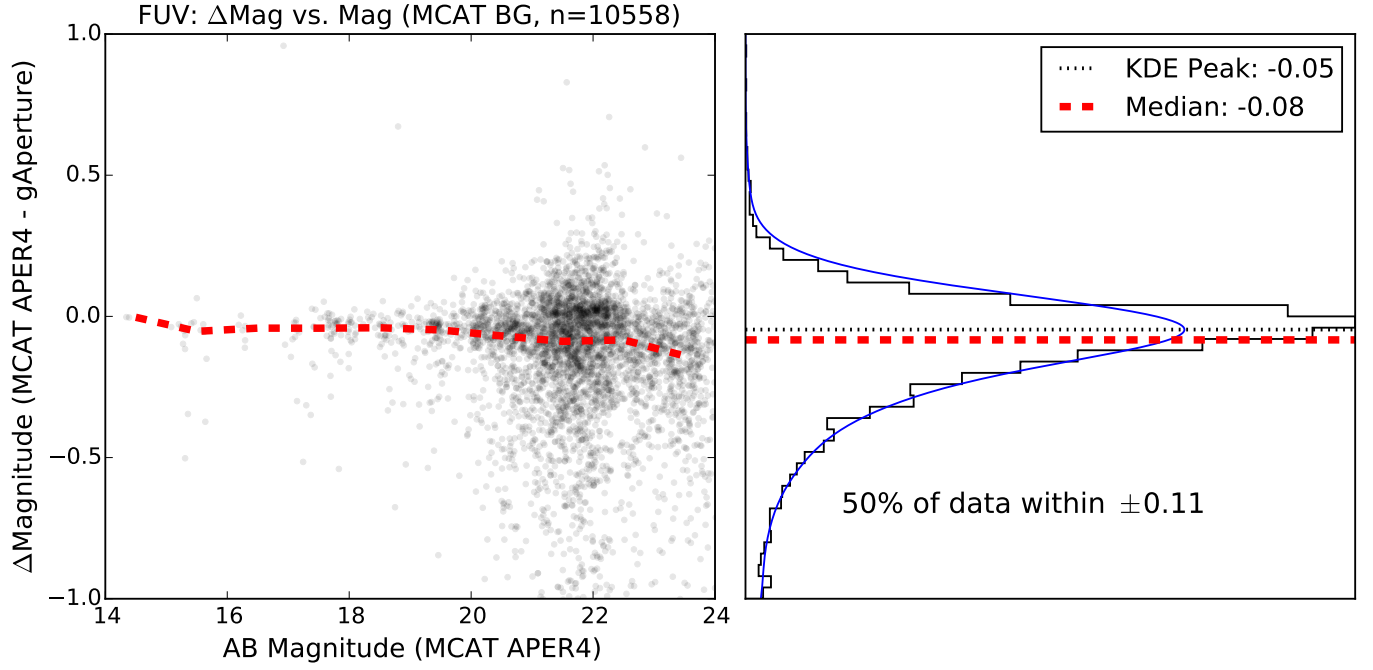 FUV: ΔMag vs. Mag (MCAT BG, n=10558)
ΔMagnitude (MCAT APER4 - gAperture)
1.0
0.5
0.0
−0.5
−1.0
14 16 18 20 22 24
AB Magnitude (MCAT APER4)
KDE Peak: -0.05
Median: -0.08
50% of data within ±0.11